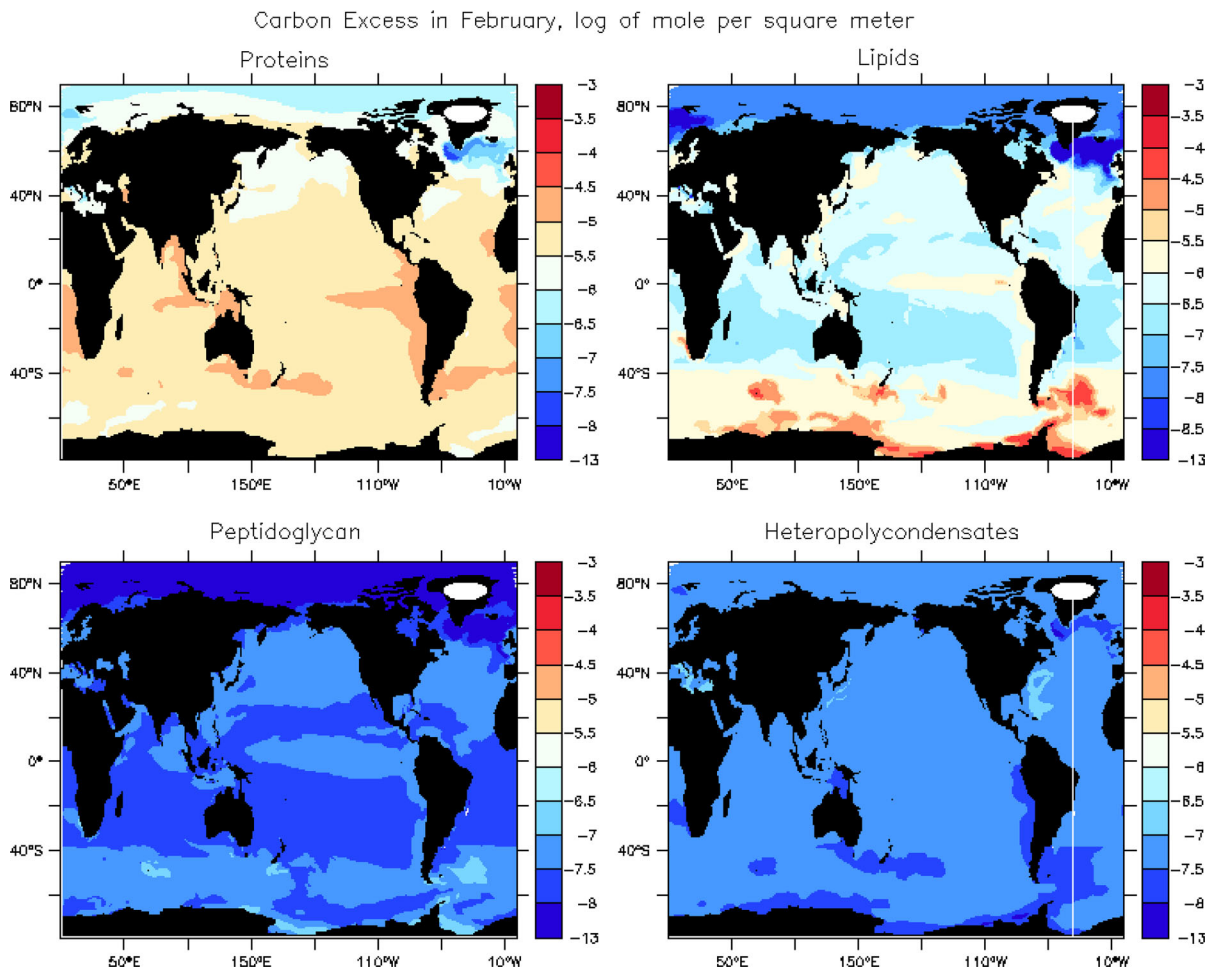 Carbon Excess in February, log of mole per square meter
Proteins
80°N
40°N
0°
40°S
50°E
150°E
110°W
10°W
-3
-3.5
-4
-4.5
-5
-5.5
-6
-6.5
-7
-7.5
-8
-13
Lipids
80°N
40°N
0°
40°S
50°E
150°E
110°W
10°W
-3
-3.5
-4
-4.5
-5
-5.5
-6
-6.5
-7
-7.5
-8
-8.5
-13
Peptidoglycan
80°N
40°N
0°
40°S
50°E
150°E
110°W
10°W
-3
-3.5
-4
-4.5
-5
-5.5
-6
-6.5
-7
-7.5
-8
-13
Heteropolycondensates
80°N
40°N
0°
40°S
50°E
150°E
110°W
10°W
-3
-3.5
-4
-4.5
-5
-5.5
-6
-6.5
-7
-7.5
-8
-13